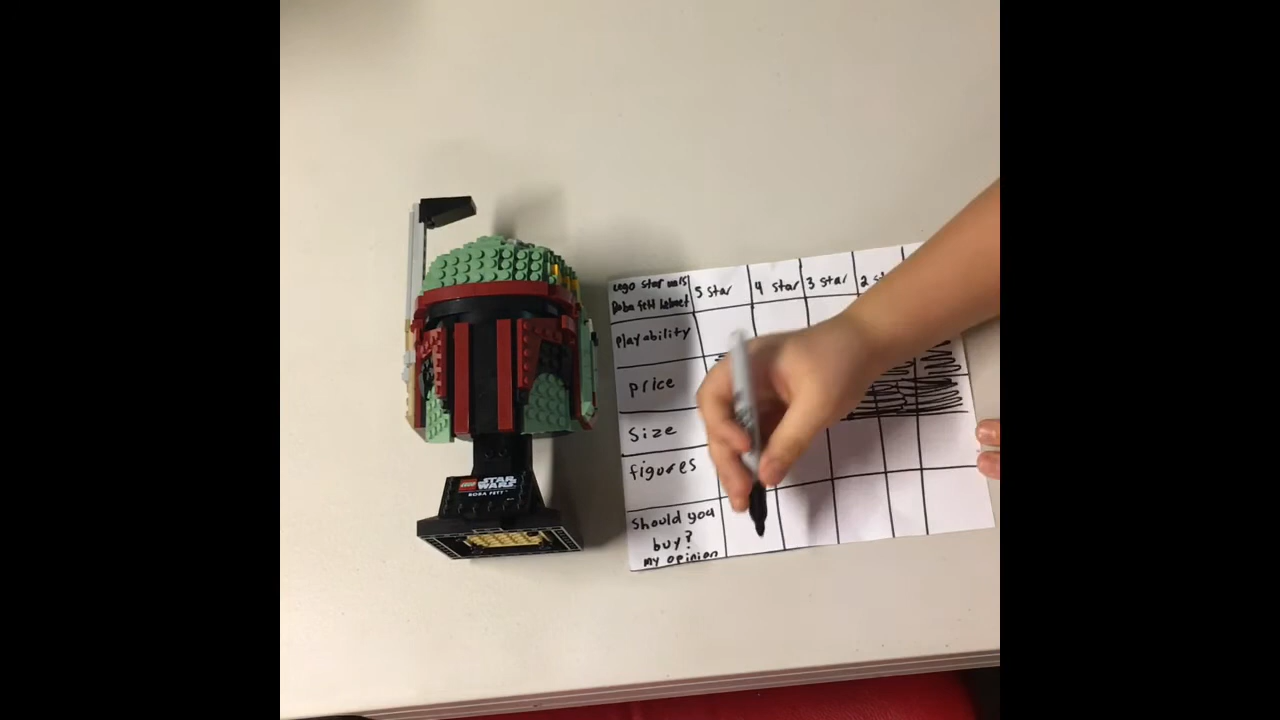 Lego star wars
Boba fett helmet
5 star
4 star
3 star
2
playability
price
Size
figures
should you
buy?
my opinion
LEGO
STAR
WARS
BOBA FETT